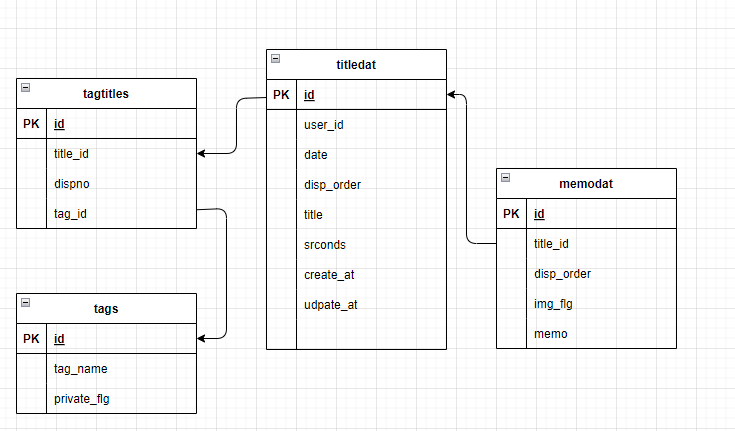 tagtitles
PK id
title_id
dispno
tag_id
tags
PK id
tag_name
private_flg
titledat
PK id
user_id
date
disp_order
title
srconds
create_at
udpate_at
memodat
PK id
title_id
disp_order
img_flg
memo